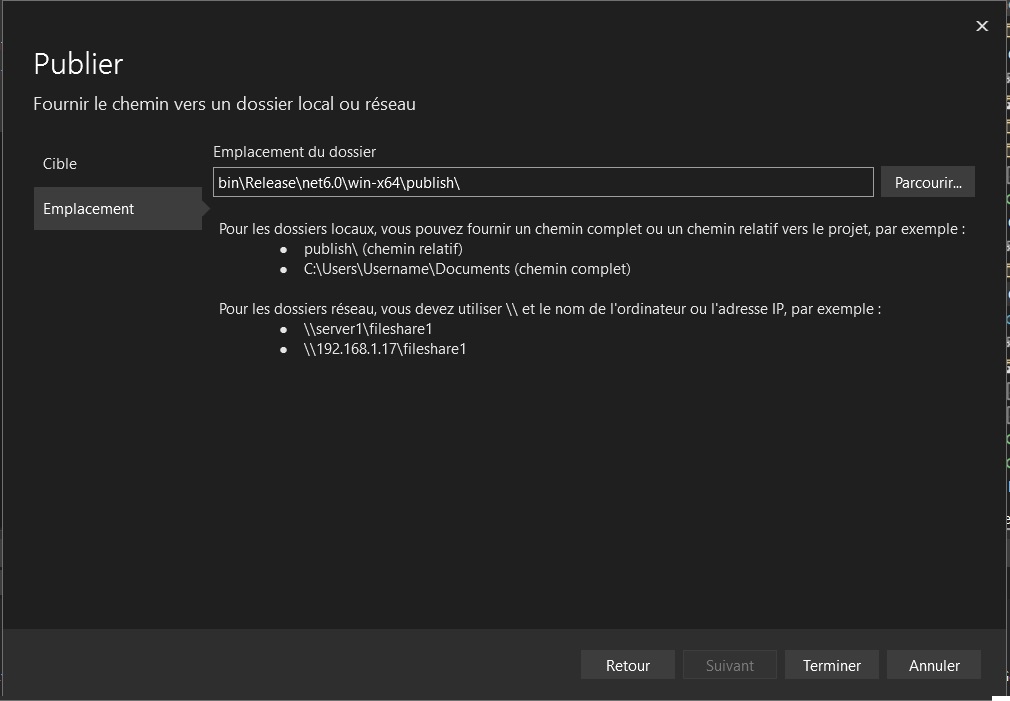 Publier
Fournir le chemin vers un dossier local ou réseau
Cible
Emplacement
Emplacement du dossier
bin\Release\net6.0\win-x64\publish\
Parcourir...
Pour les dossiers locaux, vous pouvez fournir un chemin complet ou un chemin relatif vers le projet, par exemple :
● publish\ (chemin relatif)
● C:\Users\Username\Documents (chemin complet)
Pour les dossiers réseau, vous devez utiliser \\ et le nom de l'ordinateur ou l'adresse IP, par exemple :
● \\server1\fileshare1
● \\192.168.1.17\fileshare1
Retour
Suivant
Terminer
Annuler